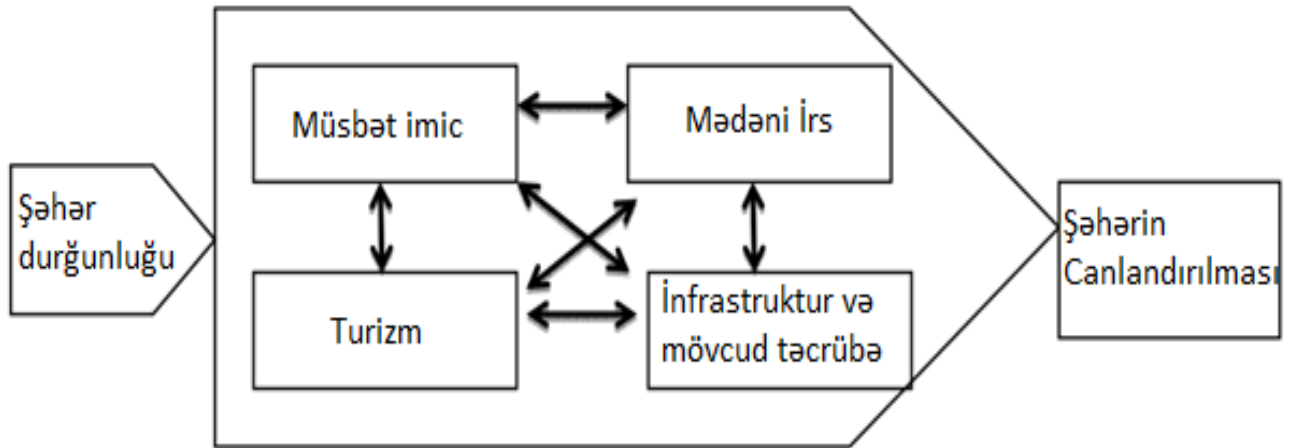 Müsbət imic
Mədəni İrs
Şəhər
durğunluğu
Şəhərin
Canlandırılması
Turizm
İnfrastruktur və
mövcud təcrübə